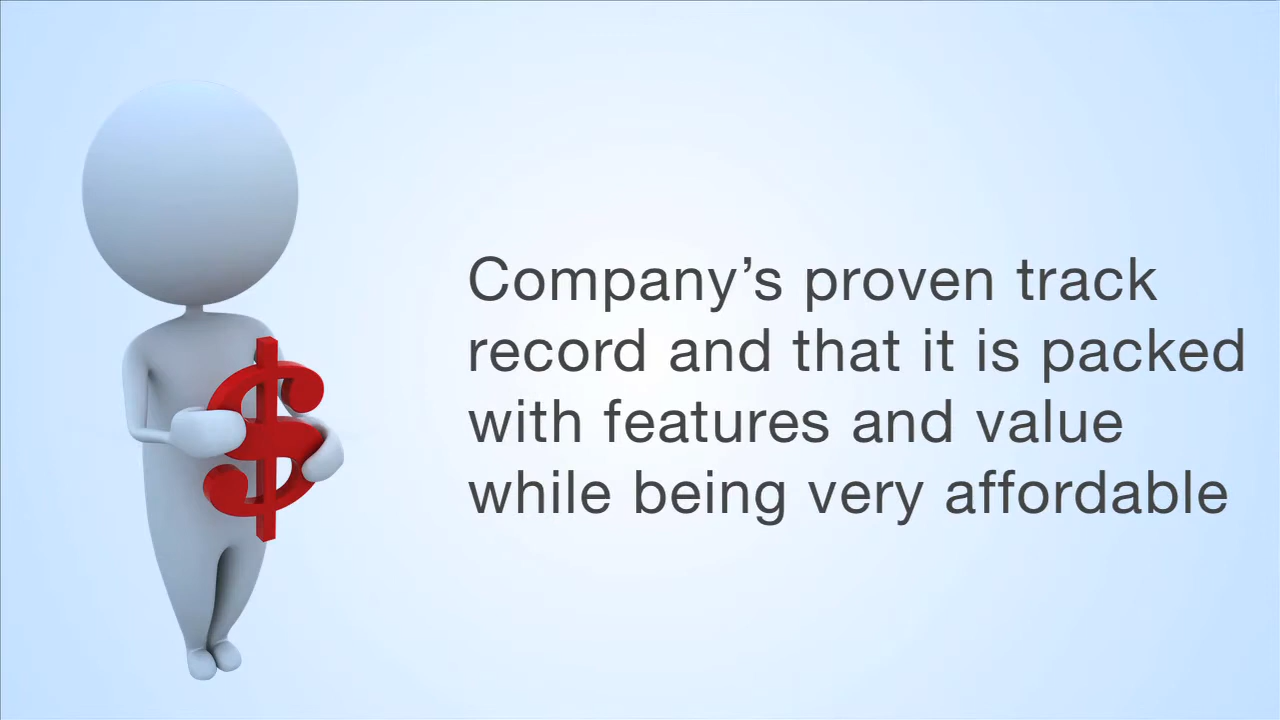 Company’s proven track
record and that it is packed
with features and value
while being very affordable